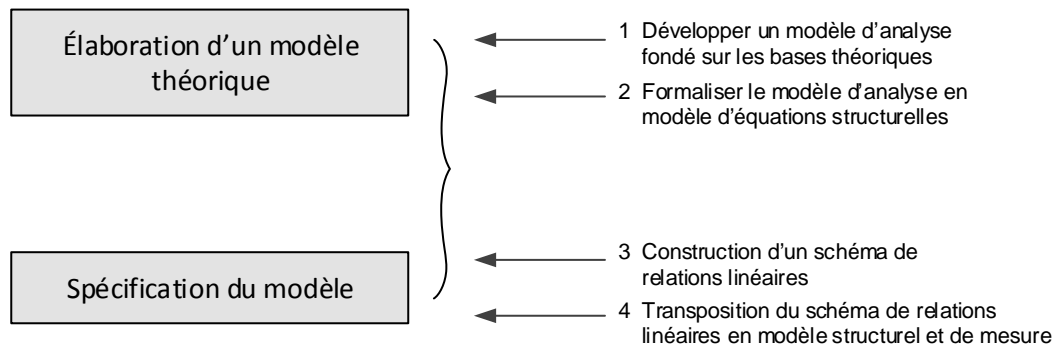 Élaboration d'un modèle
théorique
1 Développer un modèle d'analyse
fondé sur les bases théoriques
2 Formaliser le modèle d'analyse en
modèle d'équations structurelles
Spécification du modèle
3 Construction d'un schéma de
relations linéaires
4 Transposition du schéma de relations
linéaires en modèle structurel et de mesure